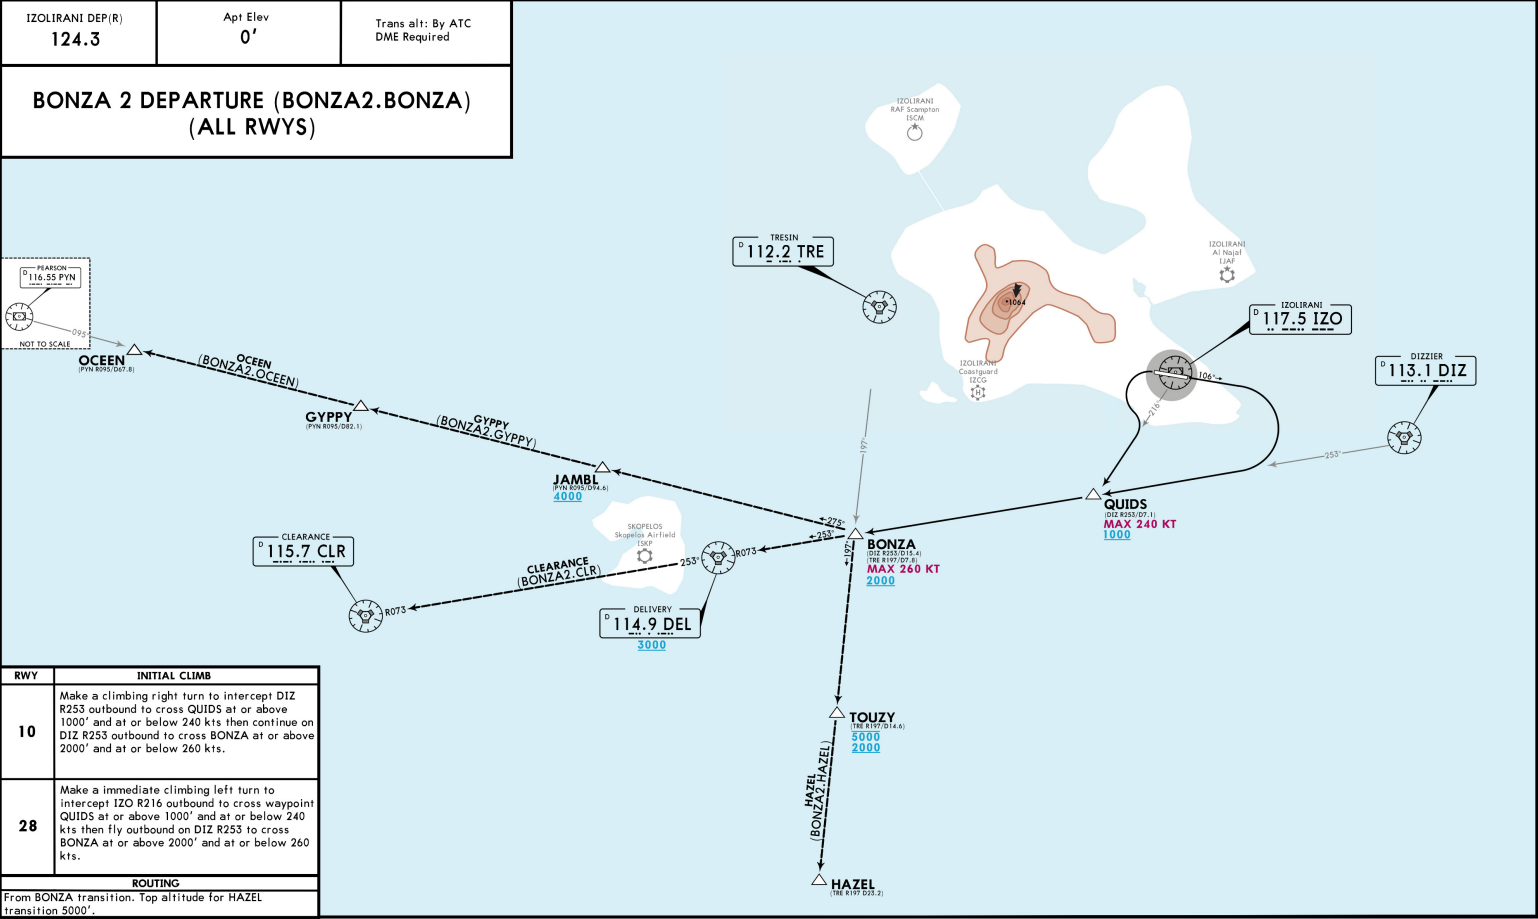 IZOLIRANI DEP(R)
124.3
Apt Elev
0'
Trans alt: By ATC
DME Required
BONZA 2 DEPARTURE (BONZA2.BONZA)
(ALL RWYS)
IZOLIRANI
RAF Scampton
ISCM
TRESIN
D 112.2 TRE
IZOLIRANI
Al Najaf
IJAF
1064
IZOLIRANI
D 117.5 IZO
IZOLIRANI
Coastguard
IZCG
H
106°
216°
DIZZIER
D 113.1 DIZ
253°
197°
PEARSON
D 116.55 PYN
095°
NOT TO SCALE
OCEEN
(PYN R095/D67.8)
OCEEN
(BONZA2.OCEEN)
GYPPY
(PYN R095/D82.1)
GYPPY
(BONZA2.GYPPY)
JAMBL
(PYN R095/D94.6)
4000
QUIDS
(DIZ R253/D7.1)
MAX 240 KT
1000
275°
253°
197°
BONZA
(DIZ R253/D15.4)
(TRE R197/D7.8)
MAX 260 KT
2000
SKOPELOS
Skopelos Airfield
ISKP
R073
253°
CLEARANCE
D 115.7 CLR
CLEARANCE
(BONZA2.CLR)
R073
DELIVERY
D 114.9 DEL
3000
TOUZY
(TRE R197/D14.6)
5000
2000
HAZEL
(BONZA2.HAZEL)
HAZEL
(TRE R197 D23.2)
RWY
INITIAL CLIMB
10
Make a climbing right turn to intercept DIZ
R253 outbound to cross QUIDS at or above
1000' and at or below 240 kts then continue on
DIZ R253 outbound to cross BONZA at or above
2000' and at or below 260 kts.
28
Make a immediate climbing left turn to
intercept IZO R216 outbound to cross waypoint
QUIDS at or above 1000' and at or below 240
kts then fly outbound on DIZ R253 to cross
BONZA at or above 2000' and at or below 260
kts.
ROUTING
From BONZA transition. Top altitude for HAZEL
transition 5000'.